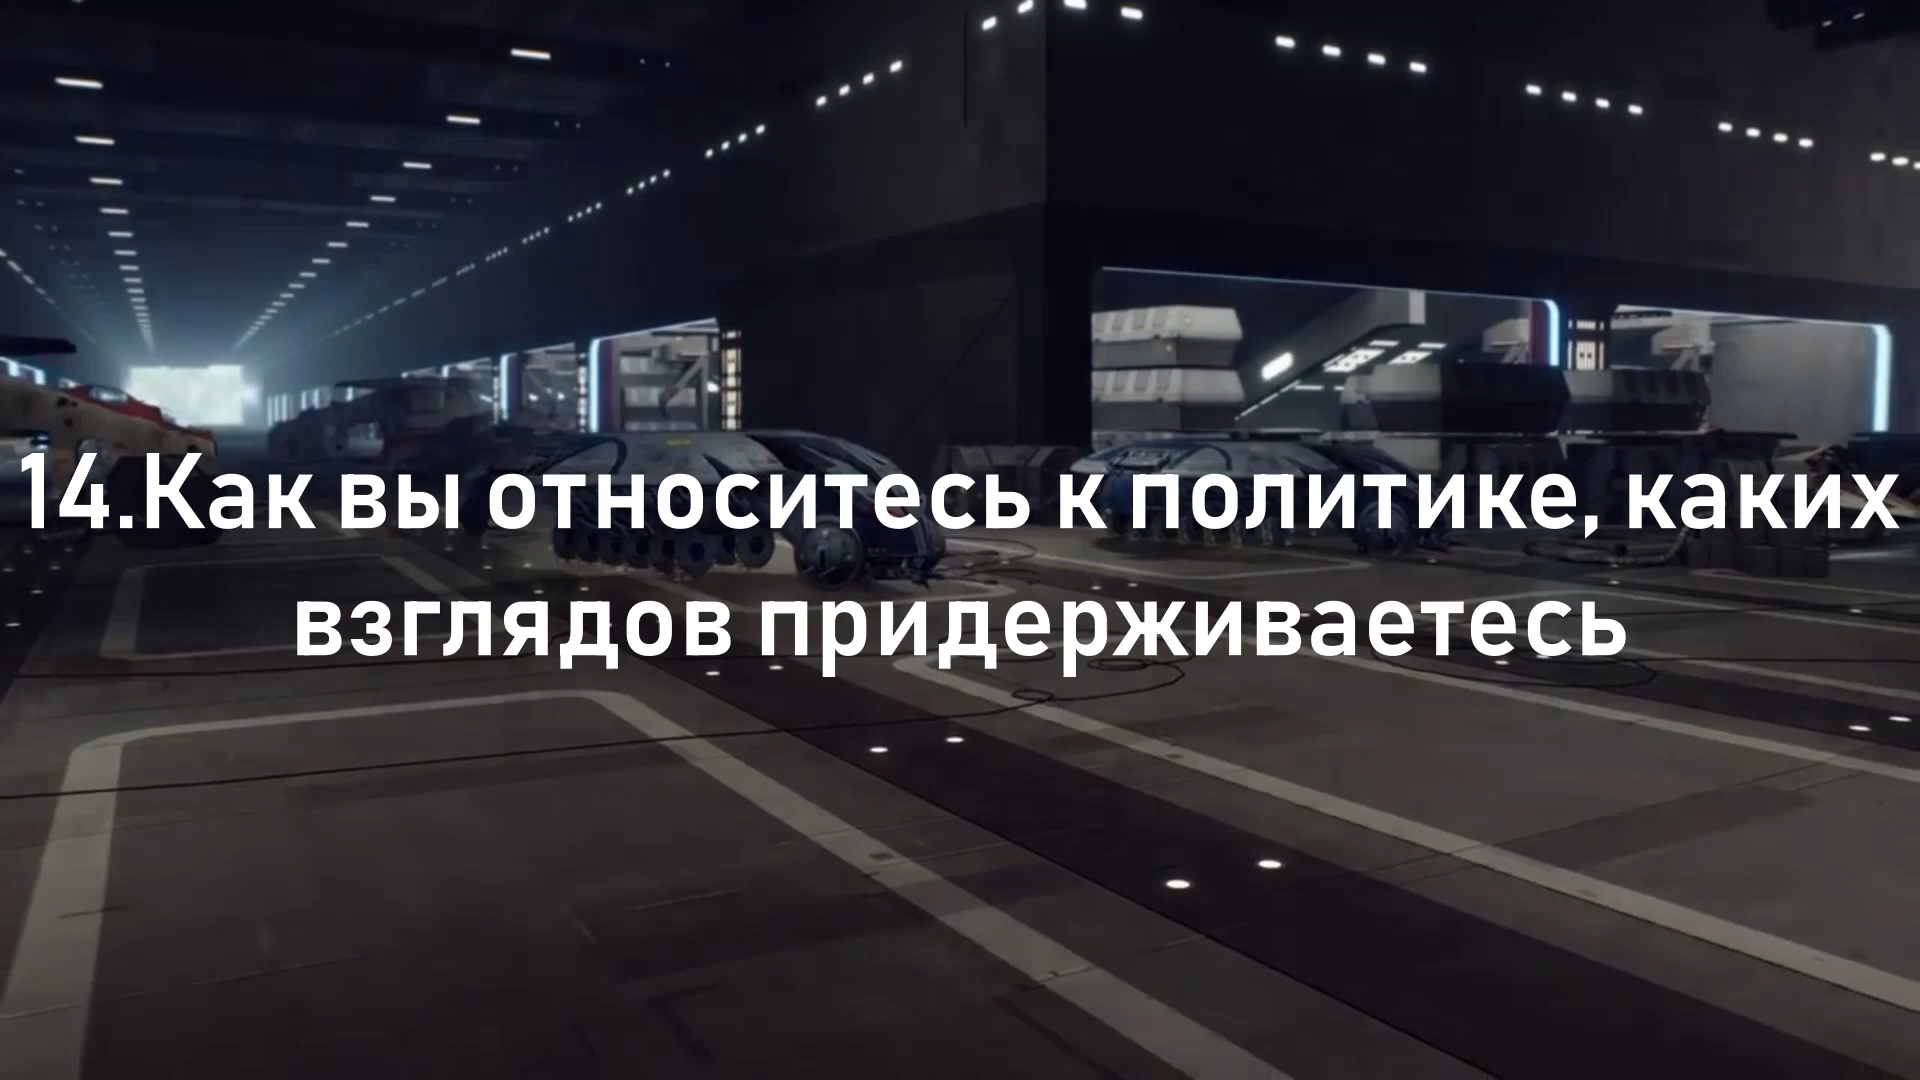 14.Как вы относитесь к политике, каких
взглядов придерживаетесь